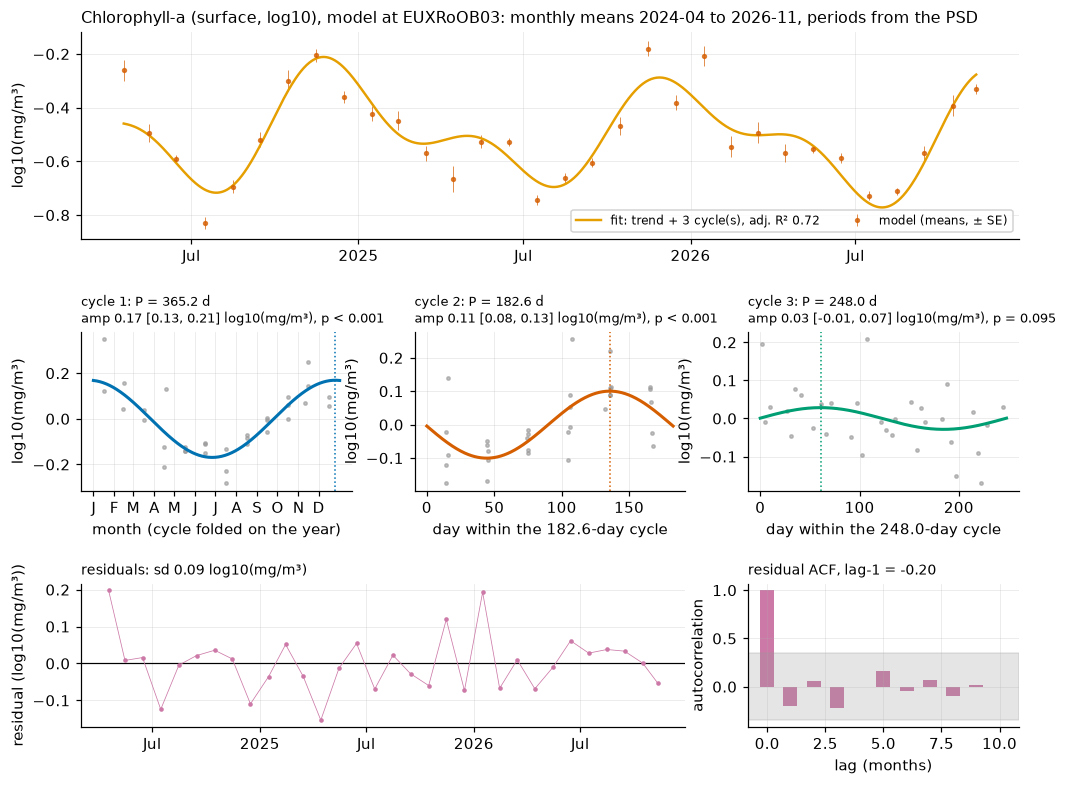 Chlorophyll-a (surface, log10), model at EUXRoOB03: monthly means 2024-04 to 2026-11, periods from the PSD
log10(mg/m³)
−0.2
−0.4
−0.6
−0.8
fit: trend + 3 cycle(s), adj. R² 0.72
model (means, ± SE)
Jul
2025
Jul
2026
Jul
cycle 1: P = 365.2 d
amp 0.17 [0.13, 0.21] log10(mg/m³), p < 0.001
log10(mg/m³)
0.2
0.0
−0.2
J F M A M J J A S O N D
month (cycle folded on the year)
cycle 2: P = 182.6 d
amp 0.11 [0.08, 0.13] log10(mg/m³), p < 0.001
log10(mg/m³)
0.2
0.1
0.0
−0.1
0 50 100 150
day within the 182.6-day cycle
cycle 3: P = 248.0 d
amp 0.03 [-0.01, 0.07] log10(mg/m³), p = 0.095
log10(mg/m³)
0.2
0.1
0.0
−0.1
0 100 200
day within the 248.0-day cycle
residuals: sd 0.09 log10(mg/m³)
residual (log10(mg/m³))
0.2
0.1
0.0
−0.1
Jul
2025
Jul
2026
Jul
residual ACF, lag-1 = -0.20
autocorrelation
1.0
0.5
0.0
0.0 2.5 5.0 7.5 10.0
lag (months)